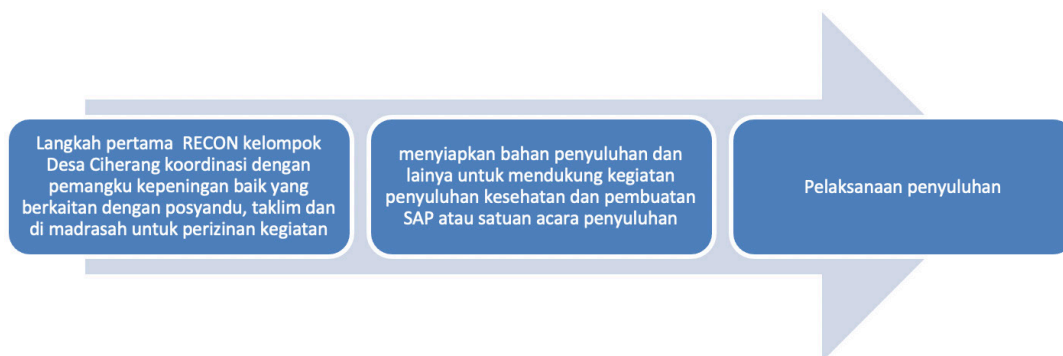 Langkah pertama RECON kelompok
Desa Ciherang koordinasi dengan
pemangku kepeningan baik yang
berkaitan dengan posyandu, taklim dan
di madrasah untuk perizinan kegiatan
menyiapkan bahan penyuluhan dan
lainya untuk mendukung kegiatan
penyuluhan kesehatan dan pembuatan
SAP atau satuan acara penyuluhan
Pelaksanaan penyuluhan